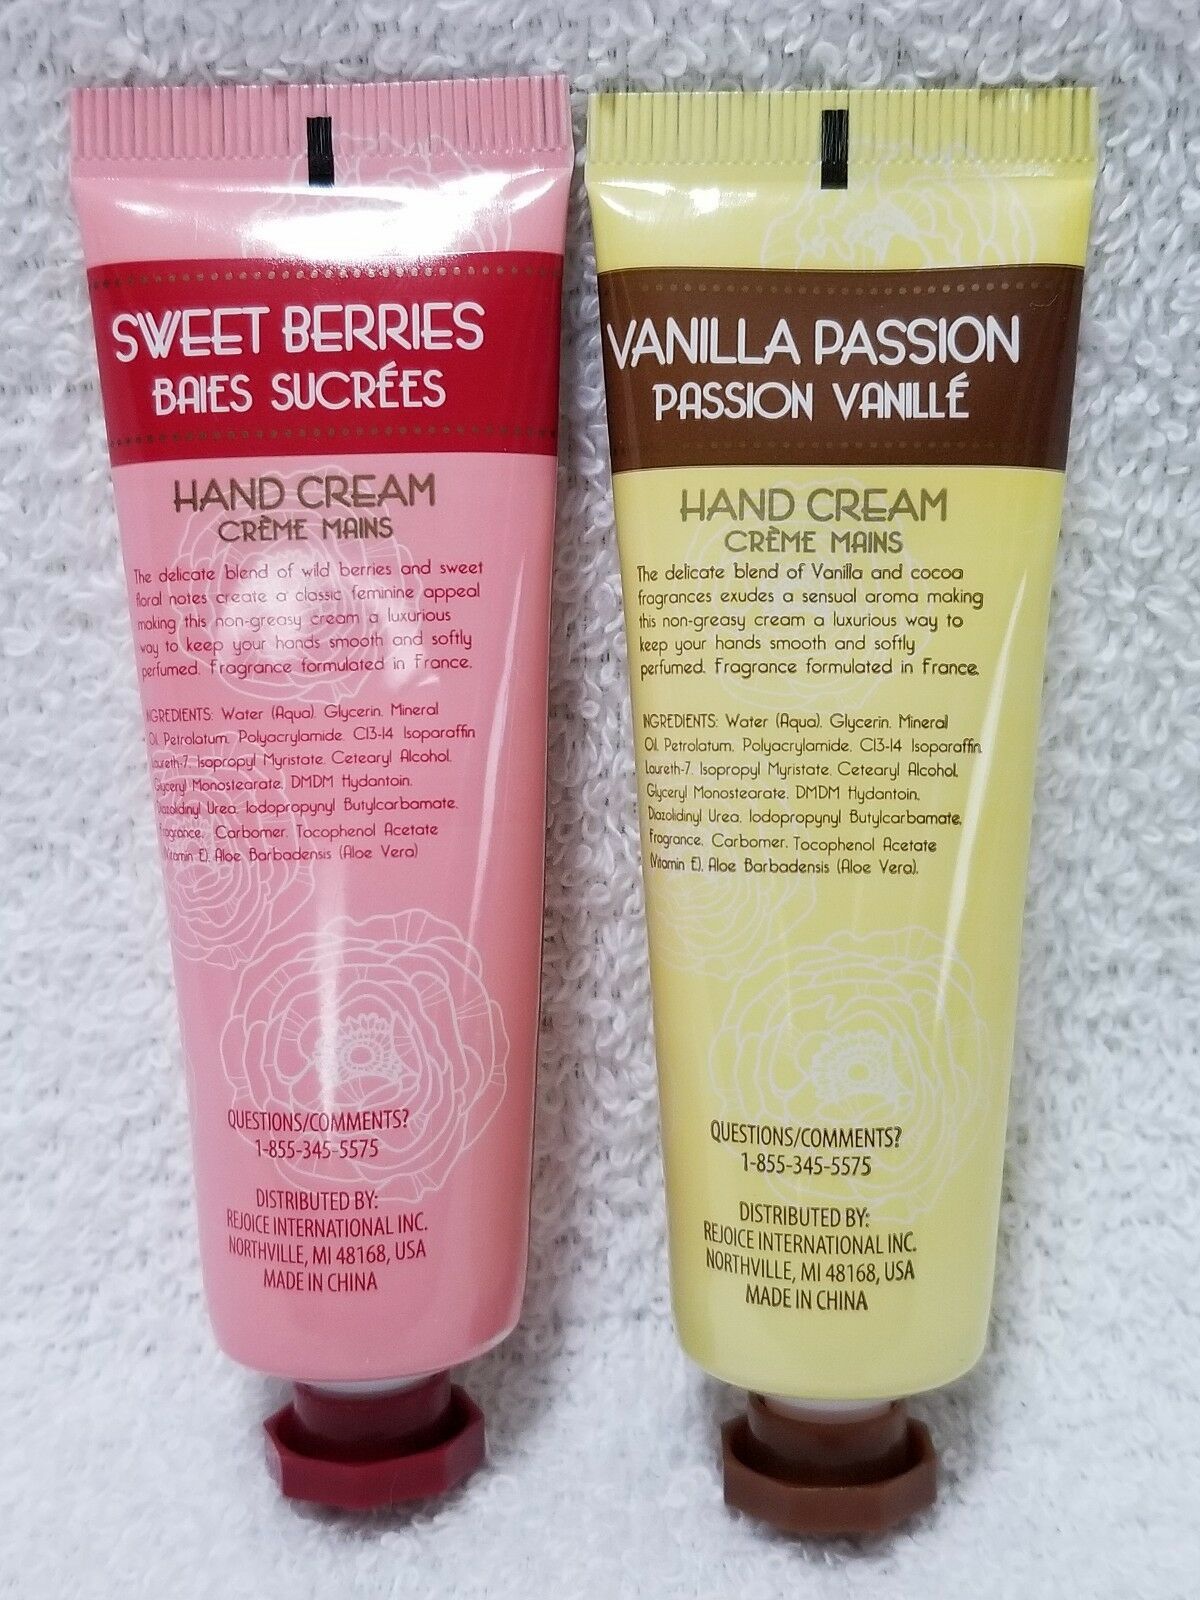 SWEET BERRIES
BAIES SUCRÉES
HAND CREAM
CRÈME MAINS
The delicate blend of wild berries and sweet
floral notes create a classic feminine appeal
making this non-greasy cream a luxurious
way to keep your hands smooth and softly
perfumed. Fragrance formulated in France.
INGREDIENTS: Water (Aqua), Glycerin, Mineral
Oil, Petrolatum, Polyacrylamide, C13-14 Isoparaffin
Laureth-7, Isopropyl Myristate, Cetearyl Alcohol,
Glyceryl Monostearate, DMDM Hydantoin,
Diazolidinyl Urea, Iodopropynyl Butylcarbamate,
Fragrance, Carbomer, Tocophenol Acetate
(Vitamin E), Aloe Barbadensis (Aloe Vera)
QUESTIONS/COMMENTS?
1-855-345-5575
DISTRIBUTED BY:
REJOICE INTERNATIONAL INC.
NORTHVILLE, MI 48168, USA
MADE IN CHINA
VANILLA PASSION
PASSION VANILLÉ
HAND CREAM
CRÈME MAINS
The delicate blend of Vanilla and cocoa
fragrances exudes a sensual aroma making
this non-greasy cream a luxurious way to
keep your hands smooth and softly
perfumed. Fragrance formulated in France.
INGREDIENTS: Water (Aqua), Glycerin, Mineral
Oil, Petrolatum, Polyacrylamide, C13-14 Isoparaffin
Laureth-7, Isopropyl Myristate, Cetearyl Alcohol,
Glyceryl Monostearate, DMDM Hydantoin,
Diazolidinyl Urea, Iodopropynyl Butylcarbamate,
Fragrance, Carbomer, Tocophenol Acetate
(Vitamin E), Aloe Barbadensis (Aloe Vera).
QUESTIONS/COMMENTS?
1-855-345-5575
DISTRIBUTED BY:
REJOICE INTERNATIONAL INC.
NORTHVILLE, MI 48168, USA
MADE IN CHINA